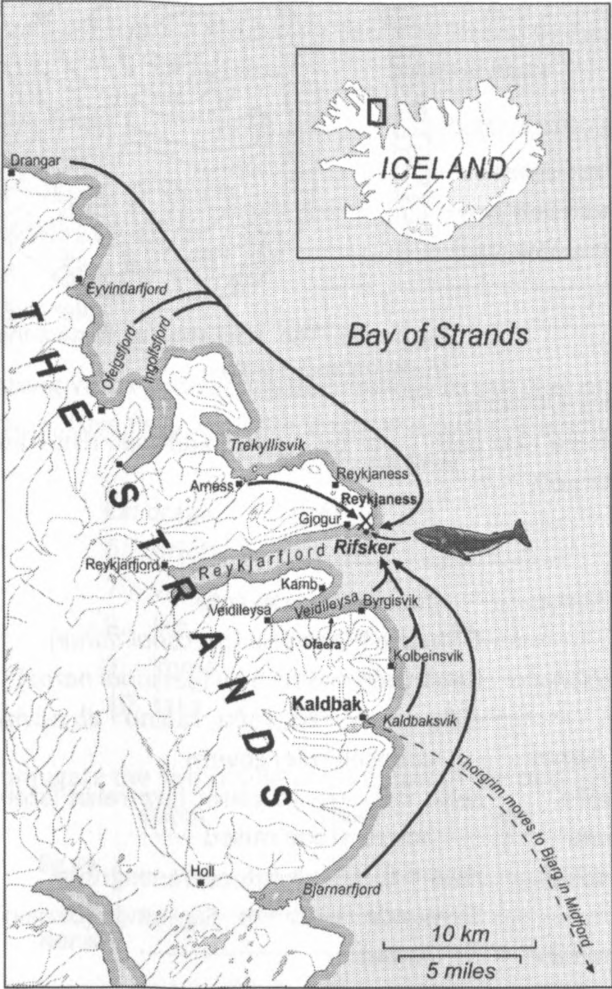 ICELAND
Drangar
Eyvindarfjord
Ofeigsfjord
Ingolfsfjord
Bay of Strands
THE STRANDS
Trekyllisvik
Reykjaness
Arness
Reykjaness
Gjogur
Rifsker
Reykjarfjord
Reykjarfjord
Kamb
Veidileysa
Veidileysa
Byrgisvik
Ofaera
Kolbeinsvik
Kaldbak
Kaldbaksvik
Thorgrim moves to Bjarg in Midfjord
Holl
Bjarnarfjord
10 km
5 miles